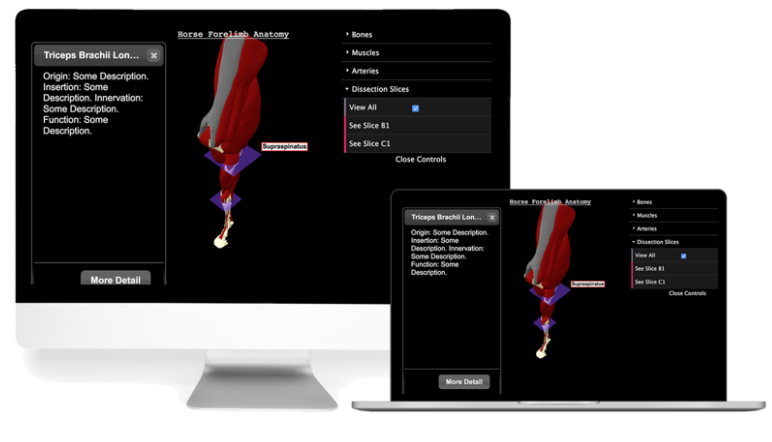 Horse Forelimb Anatomy
Triceps Brachii Lon...
Origin: Some Description.
Insertion: Some
Description. Innervation:
Some Description.
Function: Some
Description.
More Detail
Supraspinatus
Bones
Muscles
Arteries
Dissection Slices
View All
See Slice B1
See Slice C1
Close Controls
Horse Forelimb Anatomy
Triceps Brachii Lon...
Origin: Some Description.
Insertion: Some
Description. Innervation:
Some Description.
Function: Some
Description.
More Detail
Supraspinatus
Bones
Muscles
Arteries
Dissection Slices
View All
See Slice B1
See Slice C1
Close Controls